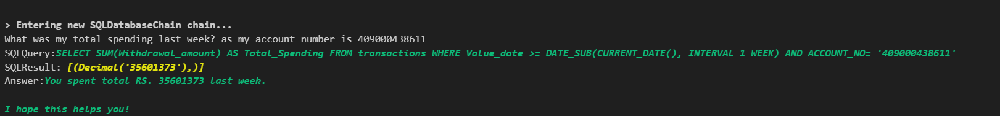 > Entering new SQLDatabaseChain chain...
What was my total spending last week? as my account number is 409000438611
SQLQuery:SELECT SUM(Withdrawal_amount) AS Total_Spending FROM transactions WHERE Value_date >= DATE_SUB(CURRENT_DATE(), INTERVAL 1 WEEK) AND ACCOUNT_NO= '409000438611'
SQLResult: [(Decimal('35601373'),)]
Answer:You spent total RS. 35601373 last week.
I hope this helps you!